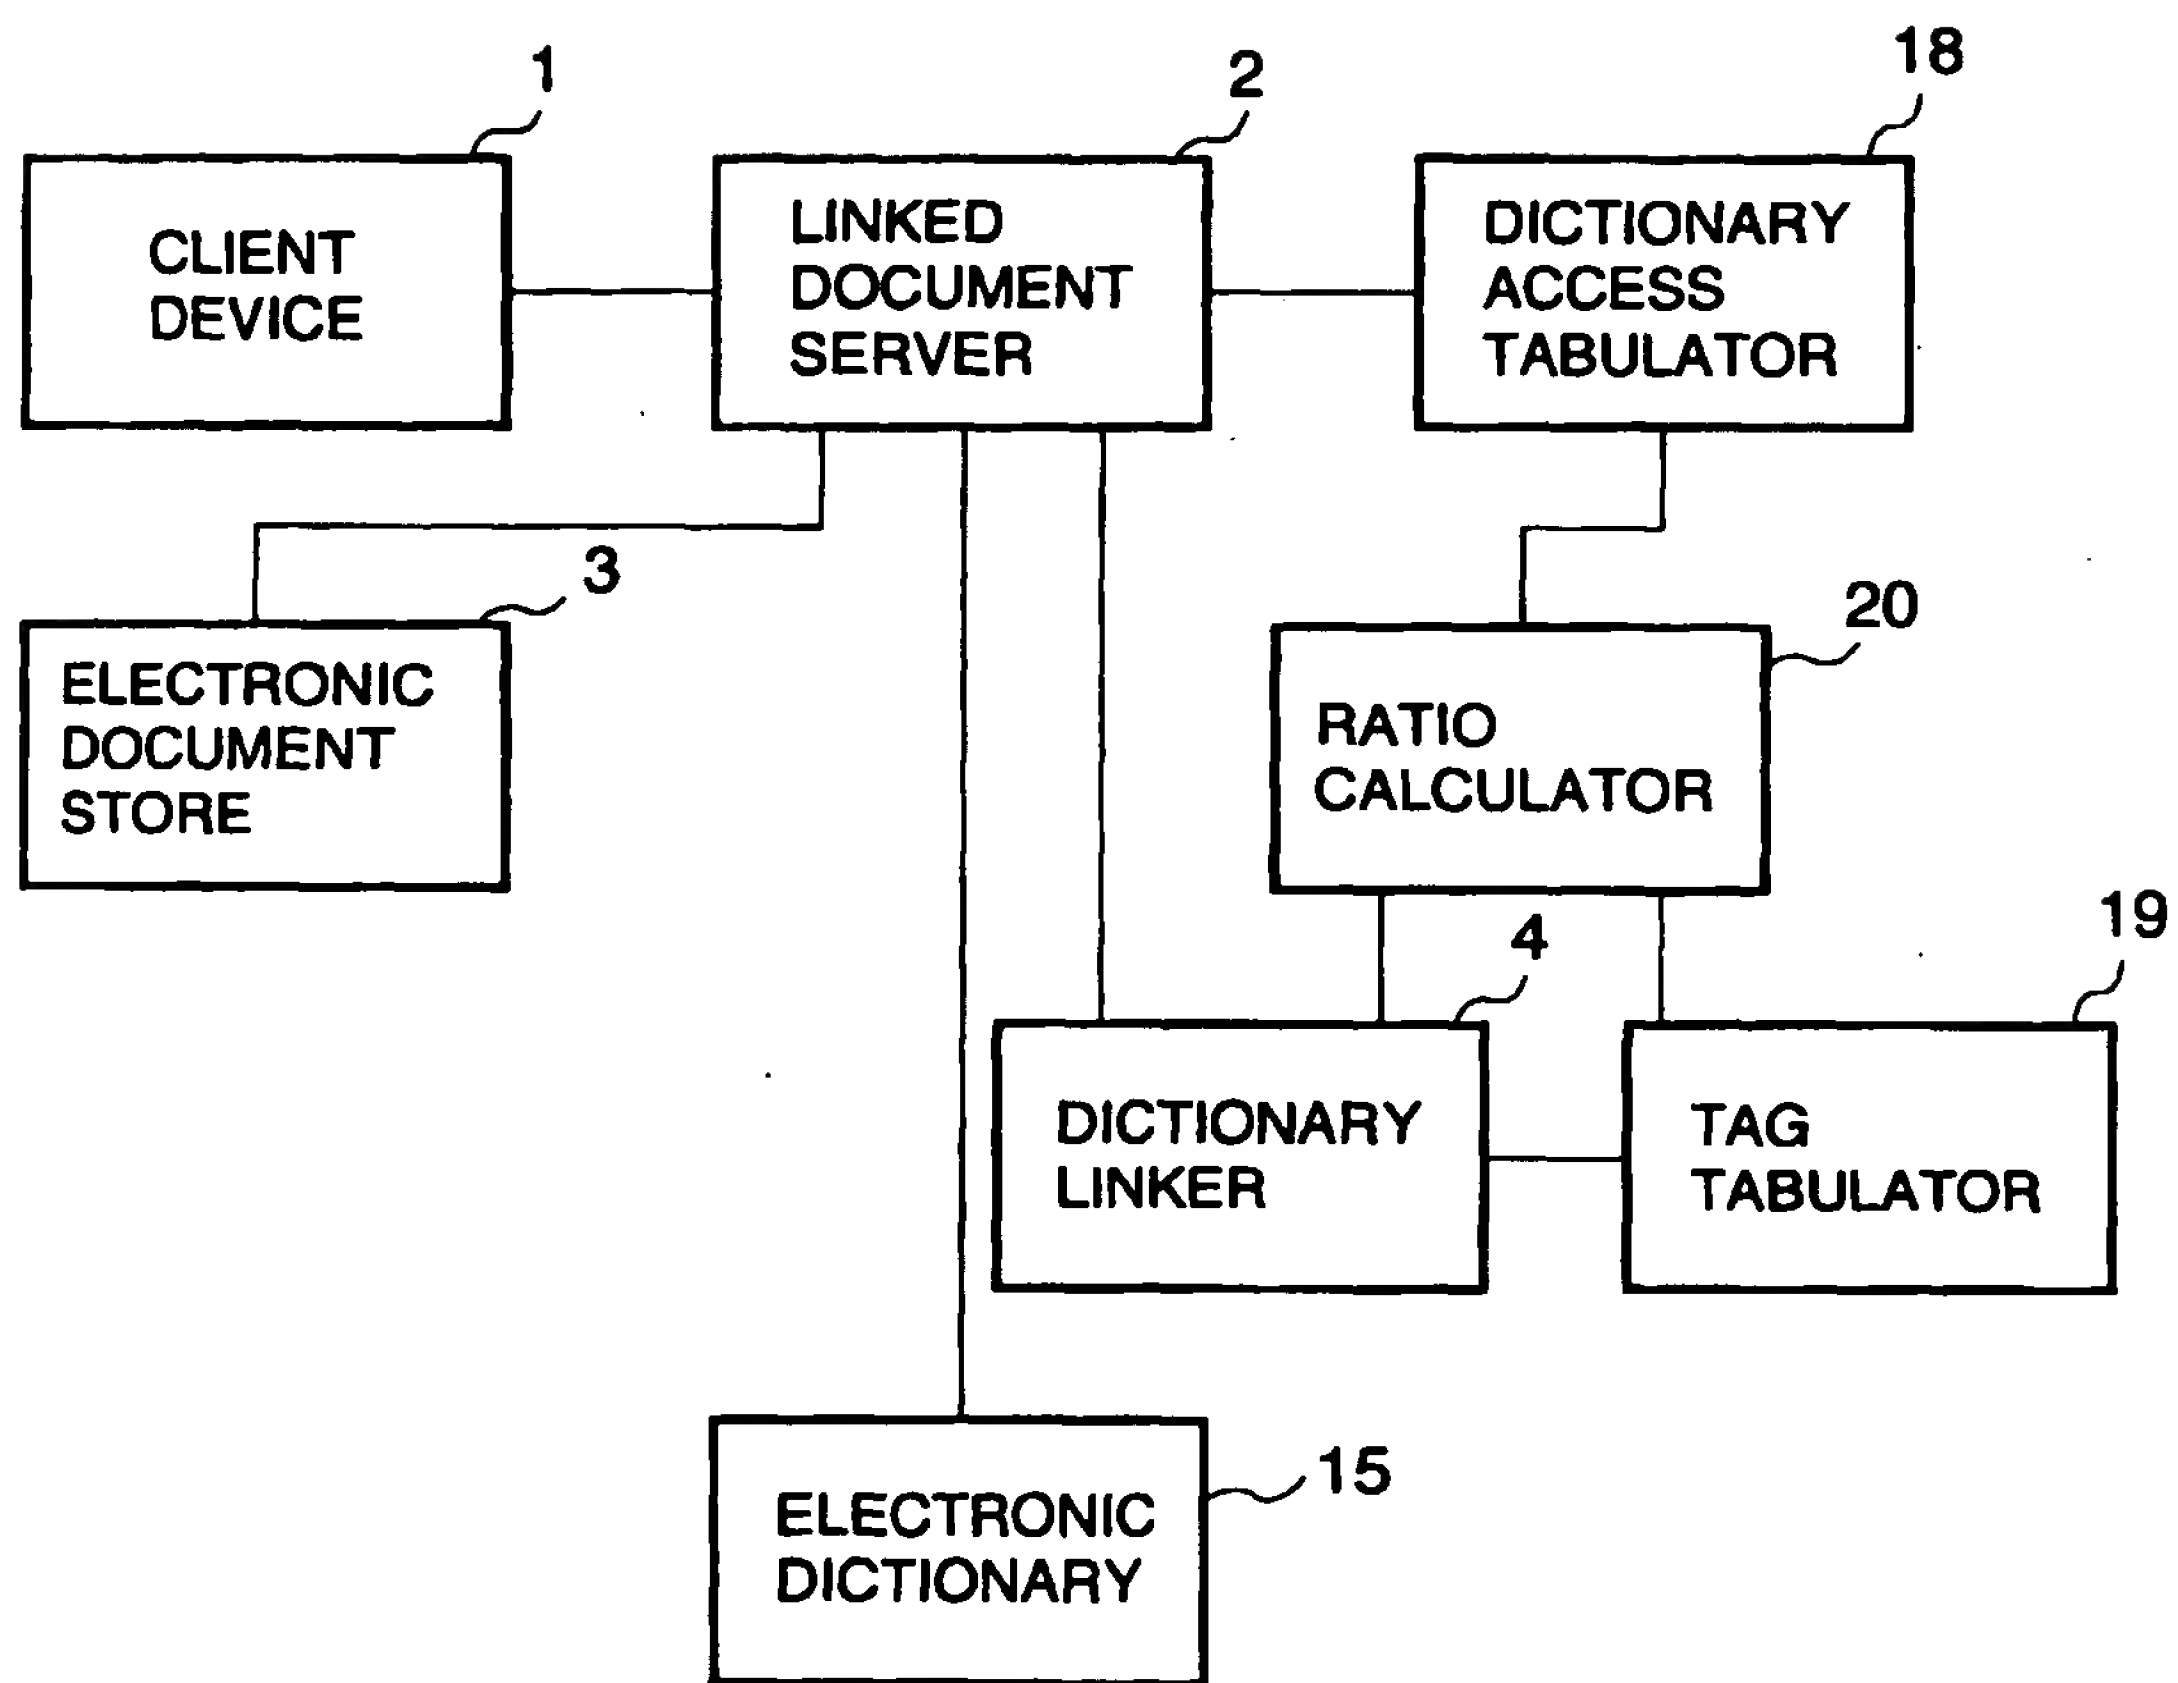 1
CLIENT
DEVICE
2
LINKED
DOCUMENT
SERVER
18
DICTIONARY
ACCESS
TABULATOR
3
ELECTRONIC
DOCUMENT
STORE
20
RATIO
CALCULATOR
4
DICTIONARY
LINKER
19
TAG
TABULATOR
15
ELECTRONIC
DICTIONARY